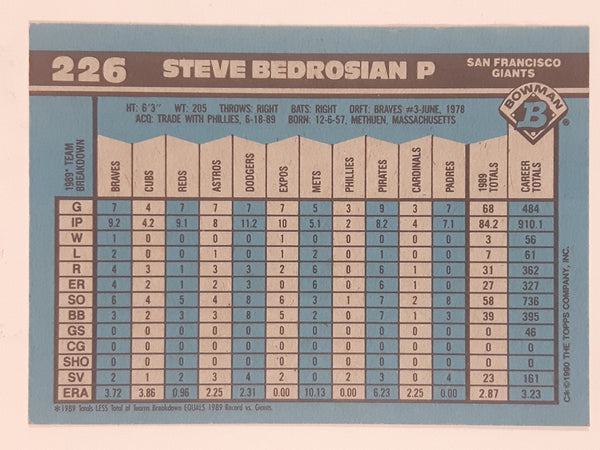 226 STEVE BEDROSIAN P SAN FRANCISCO GIANTS
HT: 6'3" WT: 205 THROWS: RIGHT BATS: RIGHT DRFT: BRAVES #3-JUNE, 1978
ACQ: TRADE WITH PHILLIES, 6-18-89 BORN: 12-6-57, METHUEN, MASSACHUSETTS
BOWMAN B ®
1989* TEAM BREAKDOWN BRAVES CUBS REDS ASTROS DODGERS EXPOS METS PHILLIES PIRATES CARDINALS PADRES 1989 TOTALS CAREER TOTALS
G 7 4 7 7 7 7 5 3 9 3 7 68 484
IP 9.2 4.2 9.1 8 11.2 10 5.1 2 8.2 4 7.1 84.2 910.1
W 1 0 0 0 0 0 0 0 1 0 0 3 56
L 1 0 0 0 1 0 1 0 1 0 0 7 61
R 4 3 1 3 3 2 6 0 6 1 0 31 362
ER 4 2 1 2 3 0 6 0 6 1 0 27 327
SO 8 6 5 4 8 6 3 1 7 2 4 58 736
BB 2 4 4 3 8 3 1 2 2 2 8 39 395
GS 0 0 0 0 0 0 0 0 0 0 0 0 46
CG 0 0 0 0 0 0 0 0 0 0 0 0 0
SHO 0 0 0 0 0 0 0 0 0 0 0 0 0
SV 2 1 2 3 4 2 0 1 2 1 4 23 161
ERA 3.72 3.86 0.96 2.25 2.31 0.00 10.13 0.00 6.23 2.25 0.00 2.87 3.23
*1989 Totals LESS Total of Teams Breakdown EQUALS 1989 Record vs. Giants.
C*©1990 THE TOPPS COMPANY, INC.